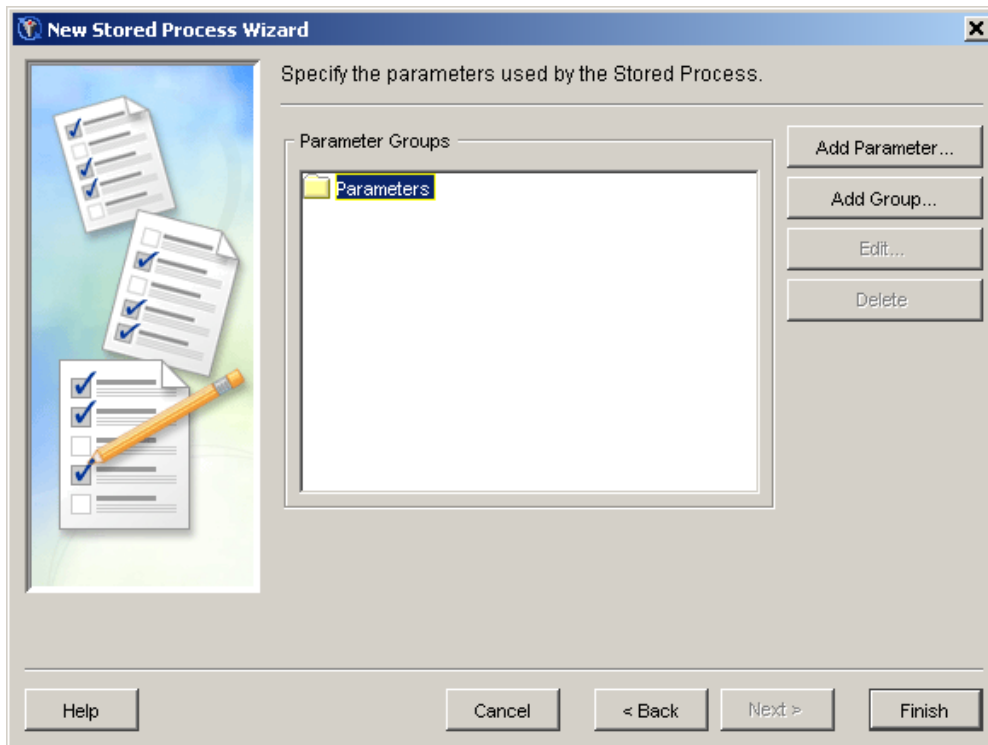 New Stored Process Wizard
Specify the parameters used by the Stored Process.
Parameter Groups
Parameters
Add Parameter...
Add Group...
Edit...
Delete
Help
Cancel
< Back
Next >
Finish